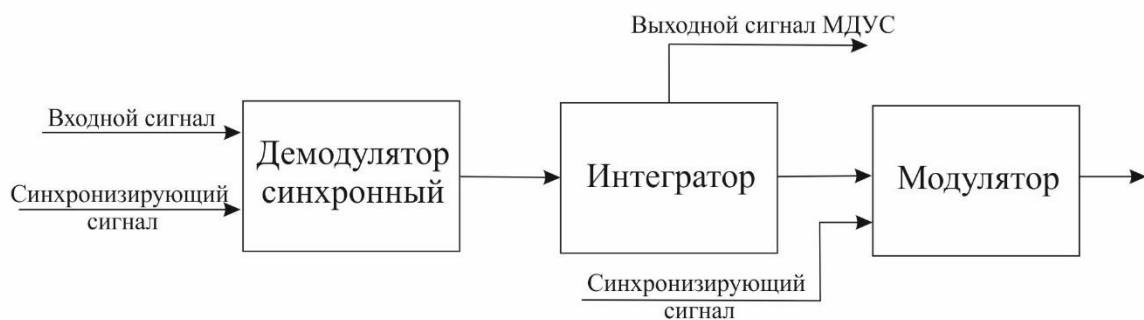 Выходной сигнал МДУС
Входной сигнал
Синхронизирующий
сигнал
Демодулятор
синхронный
Интегратор
Модулятор
Синхронизирующий
сигнал